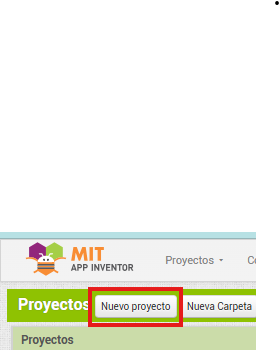 MIT
APP INVENTOR
Proyectos
Proyectos
Nuevo proyecto
Nueva Carpeta
Proyectos